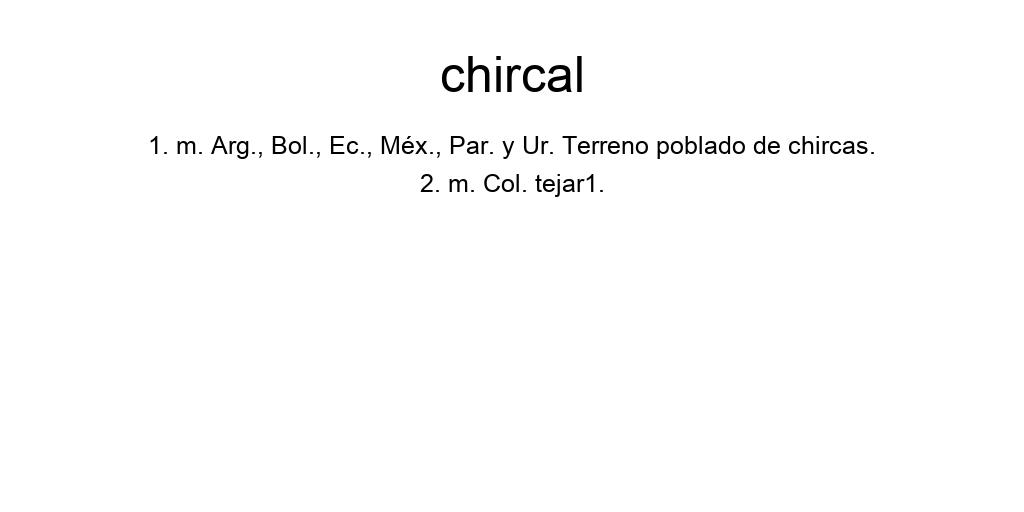 chircal
1. m. Arg., Bol., Ec., Méx., Par. y Ur. Terreno poblado de chircas.
2. m. Col. tejar1.